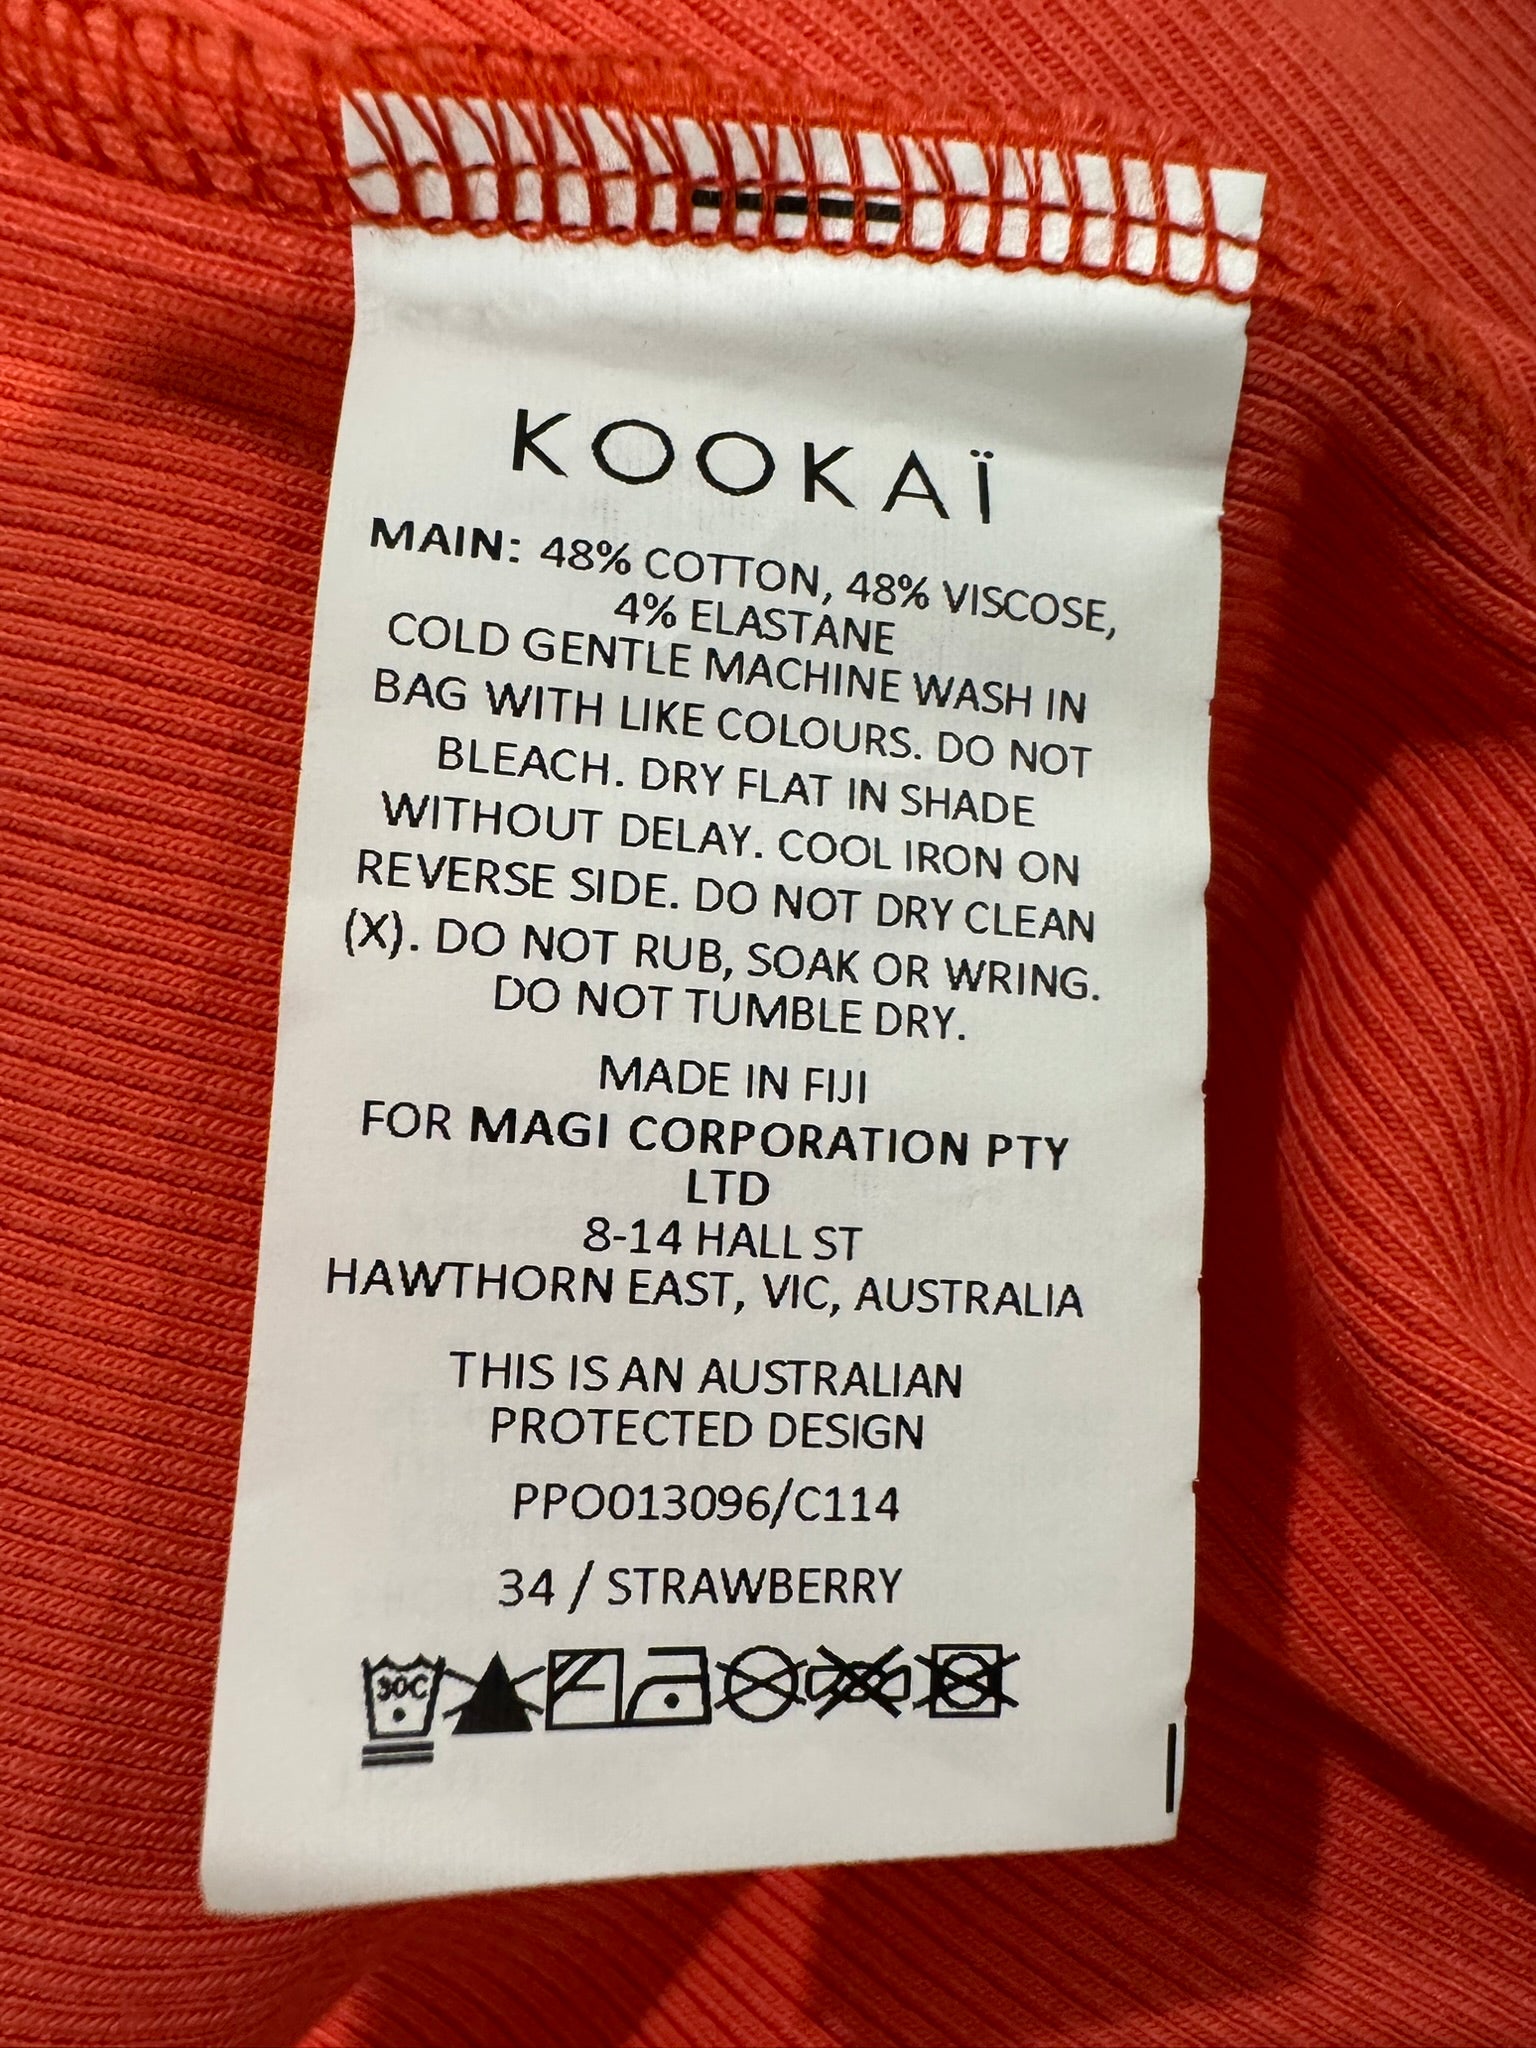 KOOKAÏ
MAIN: 48% COTTON, 48% VISCOSE,
4% ELASTANE
COLD GENTLE MACHINE WASH IN
BAG WITH LIKE COLOURS. DO NOT
BLEACH. DRY FLAT IN SHADE
WITHOUT DELAY. COOL IRON ON
REVERSE SIDE. DO NOT DRY CLEAN
(X). DO NOT RUB, SOAK OR WRING.
DO NOT TUMBLE DRY.
MADE IN FIJI
FOR MAGI CORPORATION PTY
LTD
8-14 HALL ST
HAWTHORN EAST, VIC, AUSTRALIA
THIS IS AN AUSTRALIAN
PROTECTED DESIGN
PPO013096/C114
34 / STRAWBERRY
30C